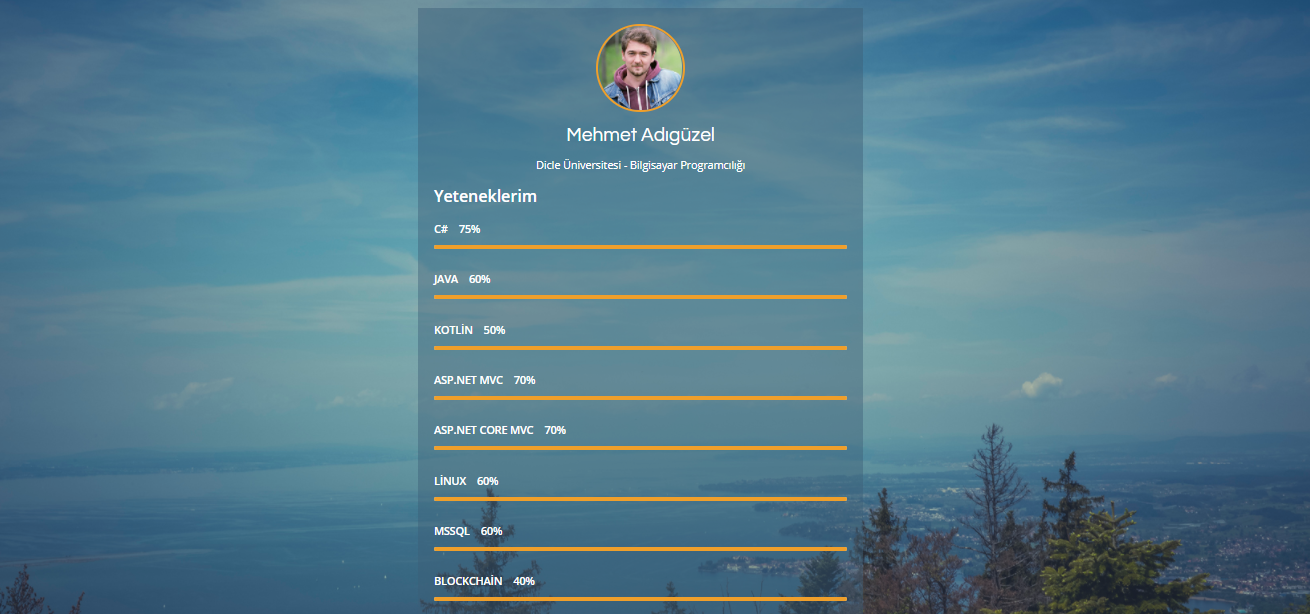 Mehmet Adıgüzel
Dicle Üniversitesi - Bilgisayar Programcılığı
Yeteneklerim
C# 75%
JAVA 60%
KOTLİN 50%
ASP.NET MVC 70%
ASP.NET CORE MVC 70%
LİNUX 60%
MSSQL 60%
BLOCKCHAİN 40%